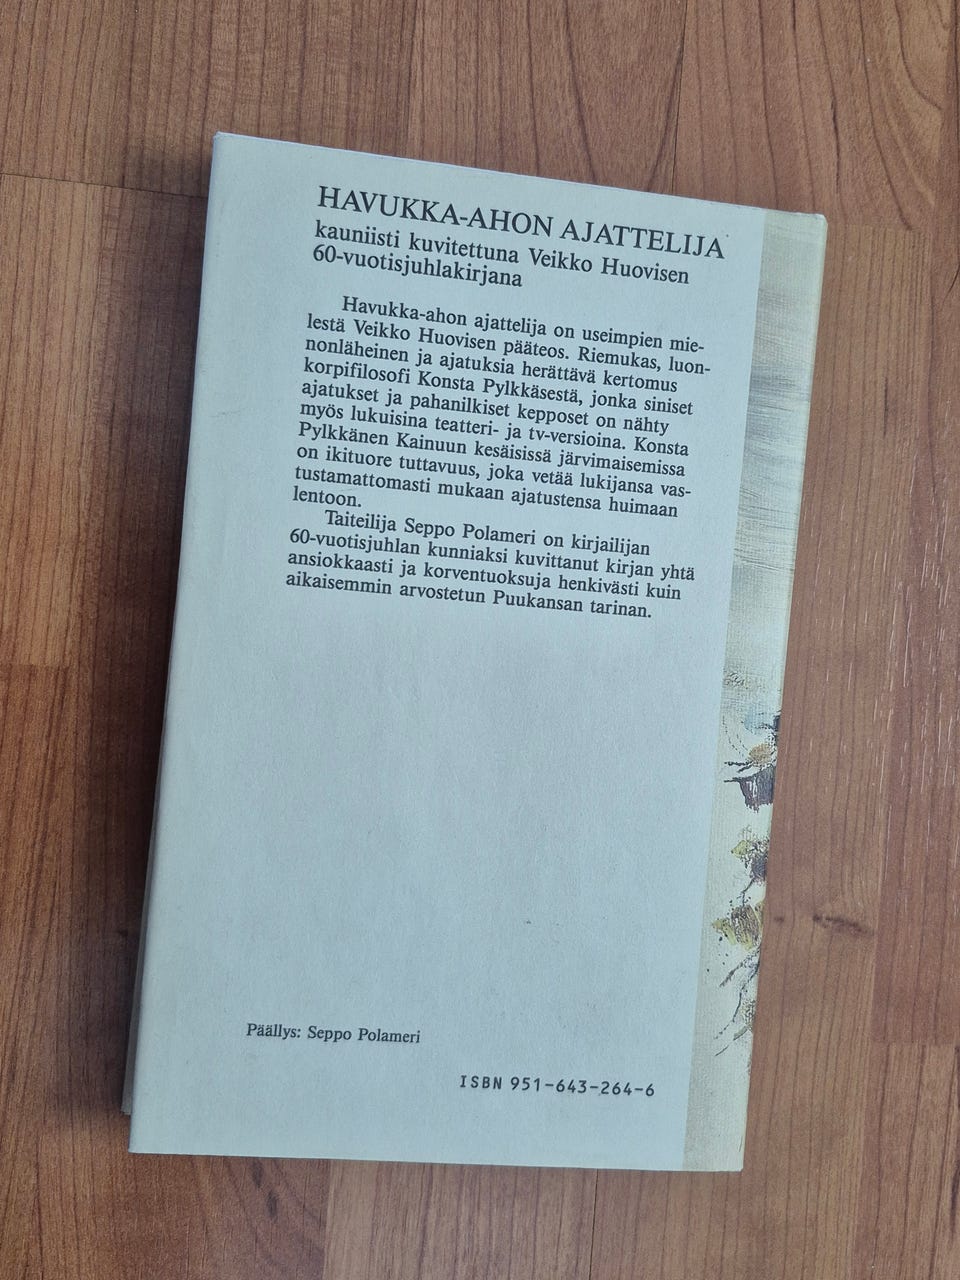 HAVUKKA-AHON AJATTELIJA
kauniisti kuvitettuna Veikko Huovisen
60-vuotisjuhlakirjana
Havukka-ahon ajattelija on useimpien mie-
lestä Veikko Huovisen pääteos. Riemukas, luon-
nonläheinen ja ajatuksia herättävä kertomus
korpifilosofi Konsta Pylkkäsestä, jonka siniset
ajatukset ja pahanilkiset kepposet on nähty
myös lukuisina teatteri- ja tv-versioina. Konsta
Pylkkänen Kainuun kesäisissä järvimaisemissa
on ikituore tuttavuus, joka vetää lukijansa vas-
tustamattomasti mukaan ajatustensa huimaan
lentoon.
Taiteilija Seppo Polameri on kirjailijan
60-vuotisjuhlan kunniaksi kuvittanut kirjan yhtä
ansiokkaasti ja korventuoksuja henkivästi kuin
aikaisemmin arvostetun Puukansan tarinan.
Päällys: Seppo Polameri
ISBN 951-643-264-6